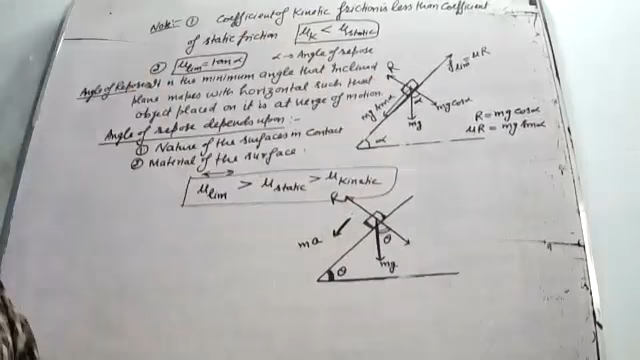 Note:- ① Coefficient of Kinetic friction is less than coefficient
of static friction μk < μstatic
② μlim = tanα α → Angle of repose
Angle of Repose: It is the minimum angle that Inclined
plane makes with horizontal such that
object placed on it is at verge of motion.
Angle of repose depends upon:-
① Nature of the surfaces in contact
② Material of the surface.
μlim > μstatic > μkinetic
R
flim = μR
mg sinα
mg cosα
mg
α
R = mg cosα
μR = mg sinα
R
ma
θ
mg
θ